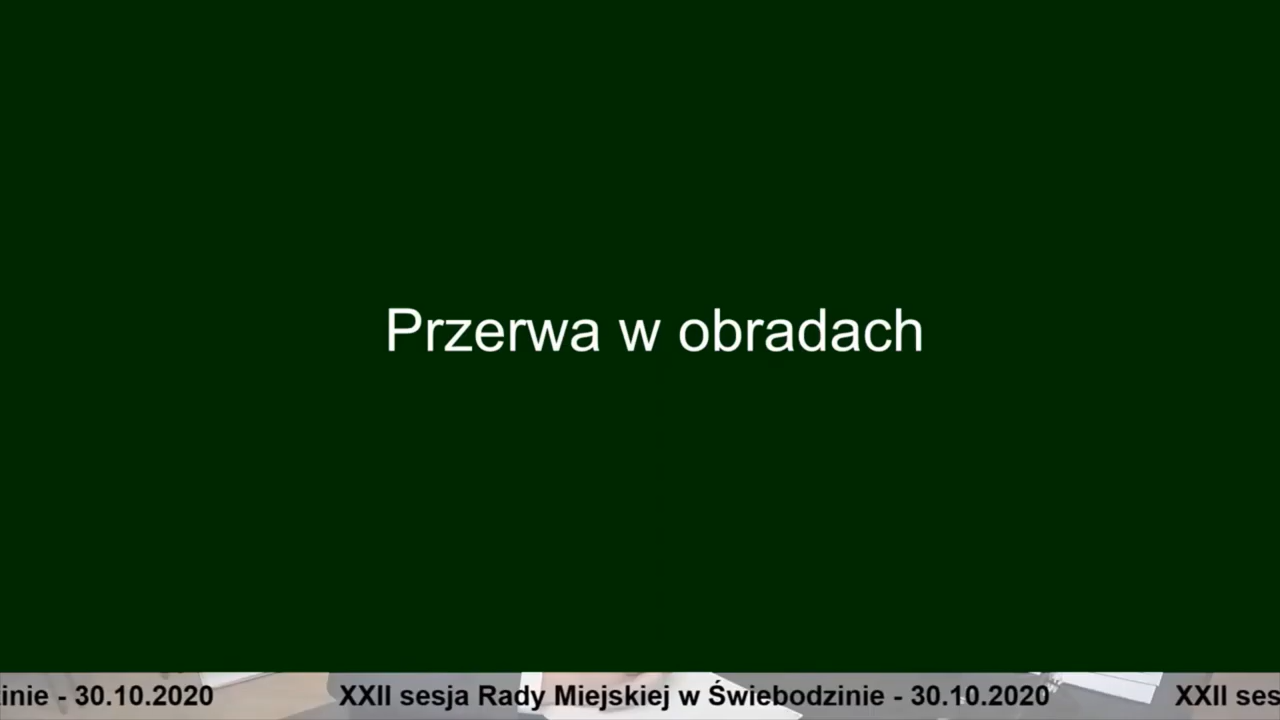 Przerwa w obradach
inie - 30.10.2020 XXII sesja Rady Miejskiej w Świebodzinie - 30.10.2020 XXII ses